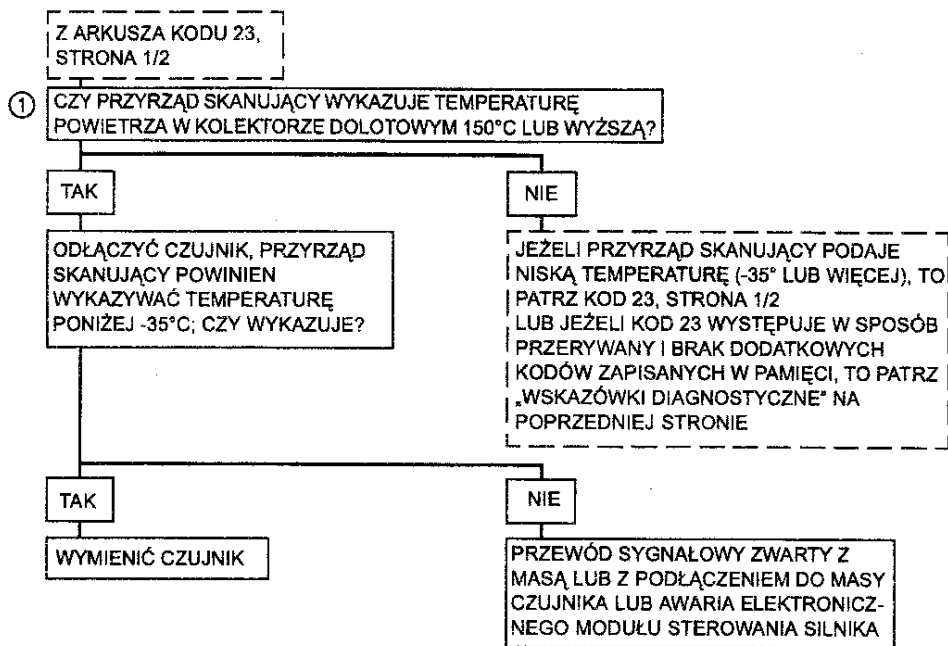 Z ARKUSZA KODU 23,
STRONA 1/2
1
CZY PRZYRZĄD SKANUJĄCY WYKAZUJE TEMPERATURĘ
POWIETRZA W KOLEKTORZE DOLOTOWYM 150°C LUB WYŻSZĄ?
TAK
NIE
ODŁĄCZYĆ CZUJNIK, PRZYRZĄD
SKANUJĄCY POWINIEN
WYKAZYWAĆ TEMPERATURĘ
PONIŻEJ -35°C; CZY WYKAZUJE?
JEŻELI PRZYRZĄD SKANUJĄCY PODAJE
NISKĄ TEMPERATURĘ (-35° LUB WIĘCEJ), TO
PATRZ KOD 23, STRONA 1/2
LUB JEŻELI KOD 23 WYSTĘPUJE W SPOSÓB
PRZERYWANY I BRAK DODATKOWYCH
KODÓW ZAPISANYCH W PAMIĘCI, TO PATRZ
„WSKAZÓWKI DIAGNOSTYCZNE" NA
POPRZEDNIEJ STRONIE
TAK
NIE
WYMIENIĆ CZUJNIK
PRZEWÓD SYGNAŁOWY ZWARTY Z
MASĄ LUB Z PODŁĄCZENIEM DO MASY
CZUJNIKA LUB AWARIA ELEKTRONICZ-
NEGO MODUŁU STEROWANIA SILNIKA